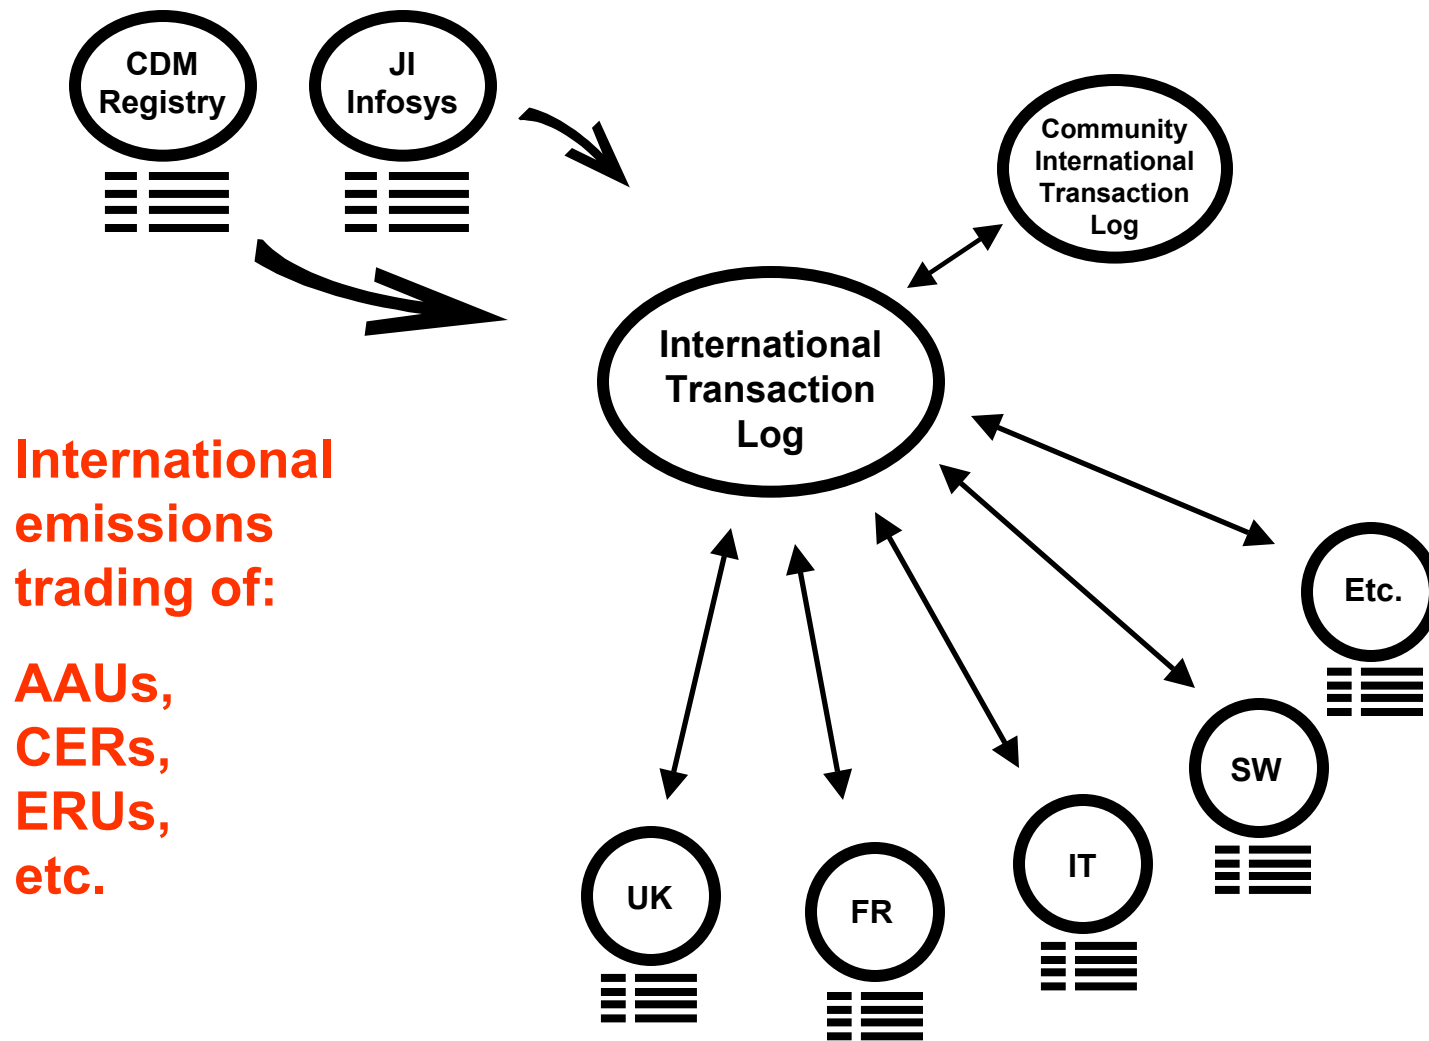 CDM
Registry
JI
Infosys
Community
International
Transaction
Log
International
Transaction
Log
International
emissions
trading of:
AAUs,
CERs,
ERUs,
etc.
Etc.
SW
IT
UK
FR